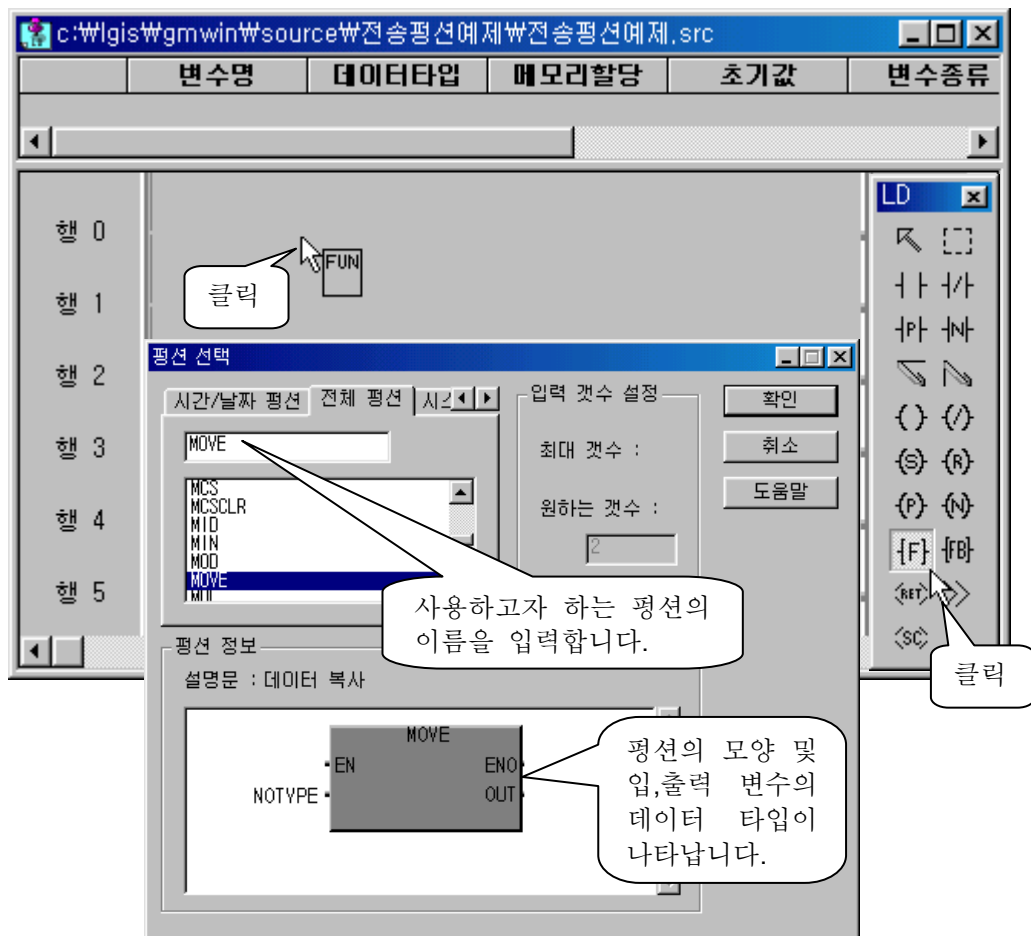 c:₩lgis₩gmwin₩source₩전송펑션예제₩전송펑션예제.src
변수명 데이터타입 메모리할당 초기값 변수종류
행 0
행 1
행 2
행 3
행 4
행 5
FUN
클릭
LD
P N
S R
P N
F FB
RET
SC
클릭
펑션 선택
시간/날짜 펑션 전체 펑션
MOVE
MCS
MCSCLR
MID
MIN
MOD
MOVE
MUL
입력 갯수 설정
최대 갯수 :
원하는 갯수 :
2
확인
취소
도움말
사용하고자 하는 펑션의
이름을 입력합니다.
펑션 정보
설명문 : 데이터 복사
MOVE
EN ENO
NOTYPE OUT
펑션의 모양 및
입,출력 변수의
데이터 타입이
나타납니다.